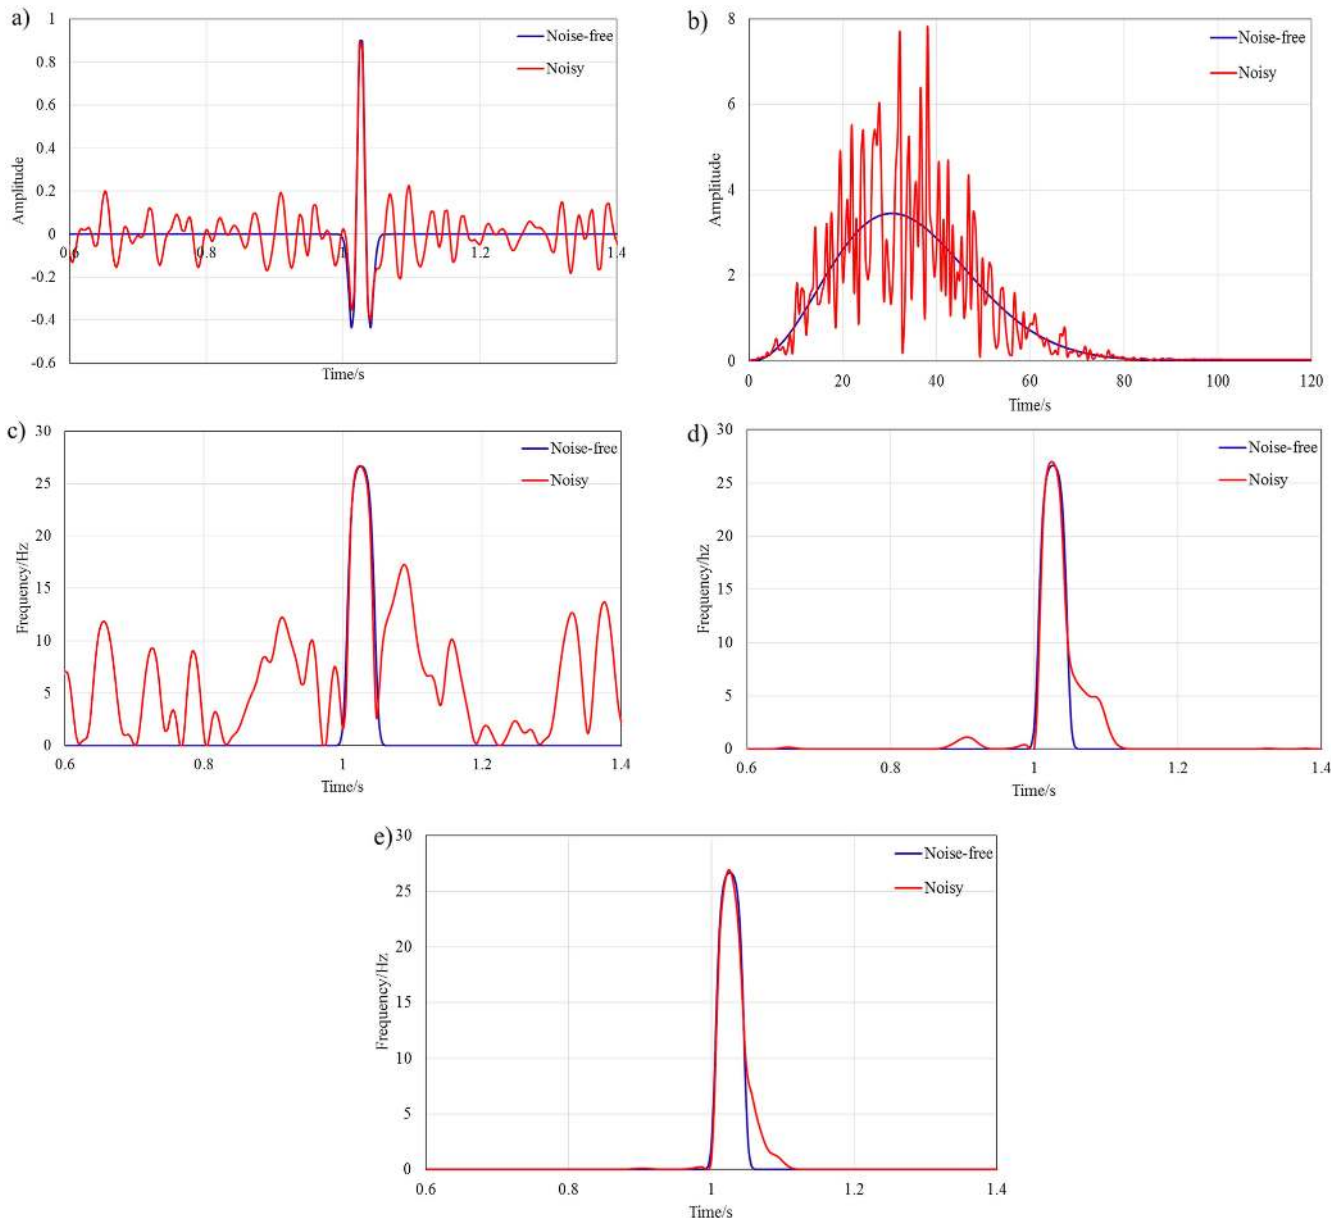 a)
1
0.8
0.6
0.4
0.2
0
-0.2
-0.4
-0.6
Amplitude
0.6
0.8
1
1.2
1.4
Time/s
Noise-free
Noisy
b)
8
6
4
2
0
Amplitude
0
20
40
60
80
100
120
Time/s
Noise-free
Noisy
c)
30
25
20
15
10
5
0
Frequency/Hz
0.6
0.8
1
1.2
1.4
Time/s
Noise-free
Noisy
d)
30
25
20
15
10
5
0
Frequency/hz
0.6
0.8
1
1.2
1.4
Time/s
Noise-free
Noisy
e)
30
25
20
15
10
5
0
Frequency/Hz
0.6
0.8
1
1.2
1.4
Time/s
Noise-free
Noisy